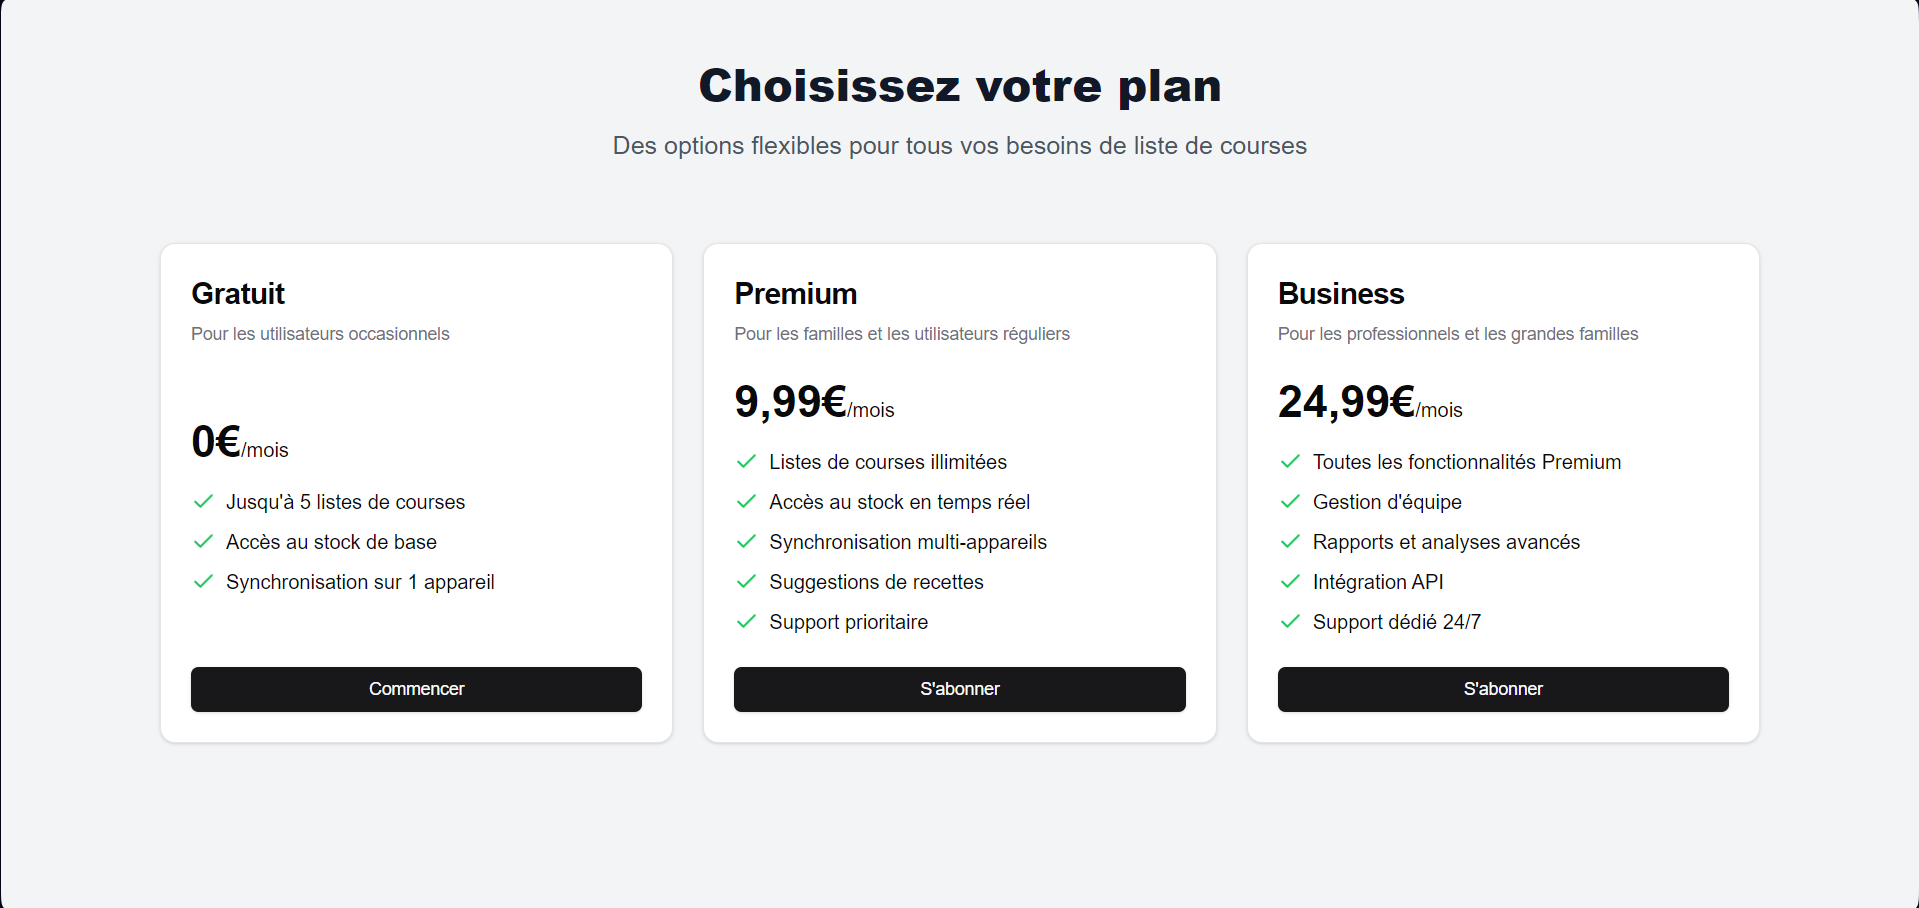 Choisissez votre plan
Des options flexibles pour tous vos besoins de liste de courses
Gratuit
Pour les utilisateurs occasionnels
0€/mois
Jusqu'à 5 listes de courses
Accès au stock de base
Synchronisation sur 1 appareil
Commencer
Premium
Pour les familles et les utilisateurs réguliers
9,99€/mois
Listes de courses illimitées
Accès au stock en temps réel
Synchronisation multi-appareils
Suggestions de recettes
Support prioritaire
S'abonner
Business
Pour les professionnels et les grandes familles
24,99€/mois
Toutes les fonctionnalités Premium
Gestion d'équipe
Rapports et analyses avancés
Intégration API
Support dédié 24/7
S'abonner